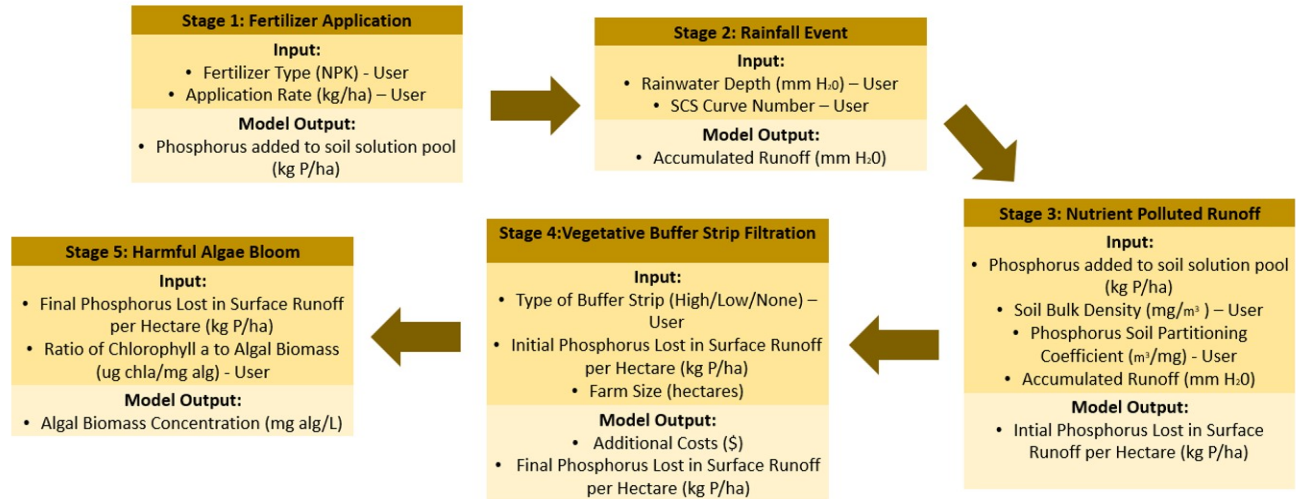 Stage 1: Fertilizer Application
Input:
• Fertilizer Type (NPK) - User
• Application Rate (kg/ha) – User
Model Output:
• Phosphorus added to soil solution pool
(kg P/ha)
Stage 2: Rainfall Event
Input:
• Rainwater Depth (mm H₂0) – User
• SCS Curve Number – User
Model Output:
• Accumulated Runoff (mm H₂0)
Stage 3: Nutrient Polluted Runoff
Input:
• Phosphorus added to soil solution pool
(kg P/ha)
• Soil Bulk Density (mg/m³ ) – User
• Phosphorus Soil Partitioning
Coefficient (m³/mg) - User
• Accumulated Runoff (mm H₂0)
Model Output:
• Intial Phosphorus Lost in Surface
Runoff per Hectare (kg P/ha)
Stage 4:Vegetative Buffer Strip Filtration
Input:
• Type of Buffer Strip (High/Low/None) –
User
• Initial Phosphorus Lost in Surface Runoff
per Hectare (kg P/ha)
• Farm Size (hectares)
Model Output:
• Additional Costs ($)
• Final Phosphorus Lost in Surface Runoff
per Hectare (kg P/ha)
Stage 5: Harmful Algae Bloom
Input:
• Final Phosphorus Lost in Surface Runoff
per Hectare (kg P/ha)
• Ratio of Chlorophyll a to Algal Biomass
(ug chla/mg alg) - User
Model Output:
• Algal Biomass Concentration (mg alg/L)